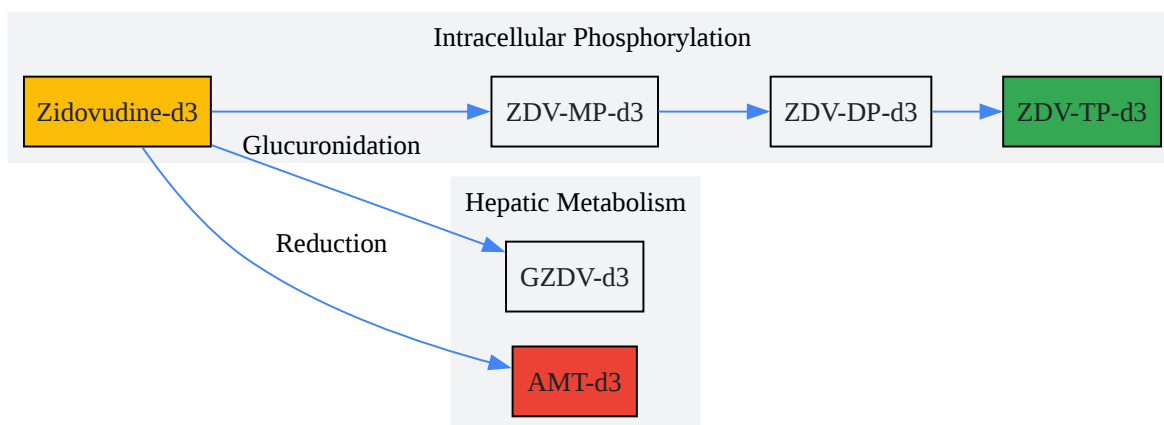 Intracellular Phosphorylation
Zidovudine-d3
ZDV-MP-d3
ZDV-DP-d3
ZDV-TP-d3
Glucuronidation
Hepatic Metabolism
Reduction
GZDV-d3
AMT-d3